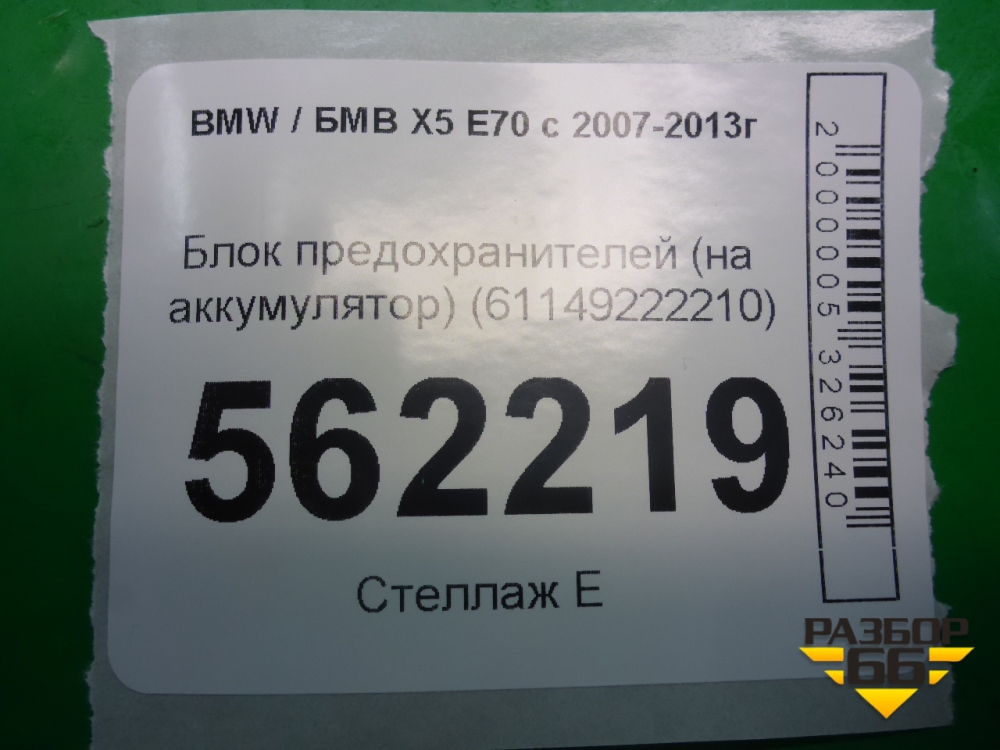 BMW / БМВ X5 E70 с 2007-2013г
Блок предохранителей (на
аккумулятор) (61149222210)
562219
Стеллаж E
2000005326240
РАЗБОР
66